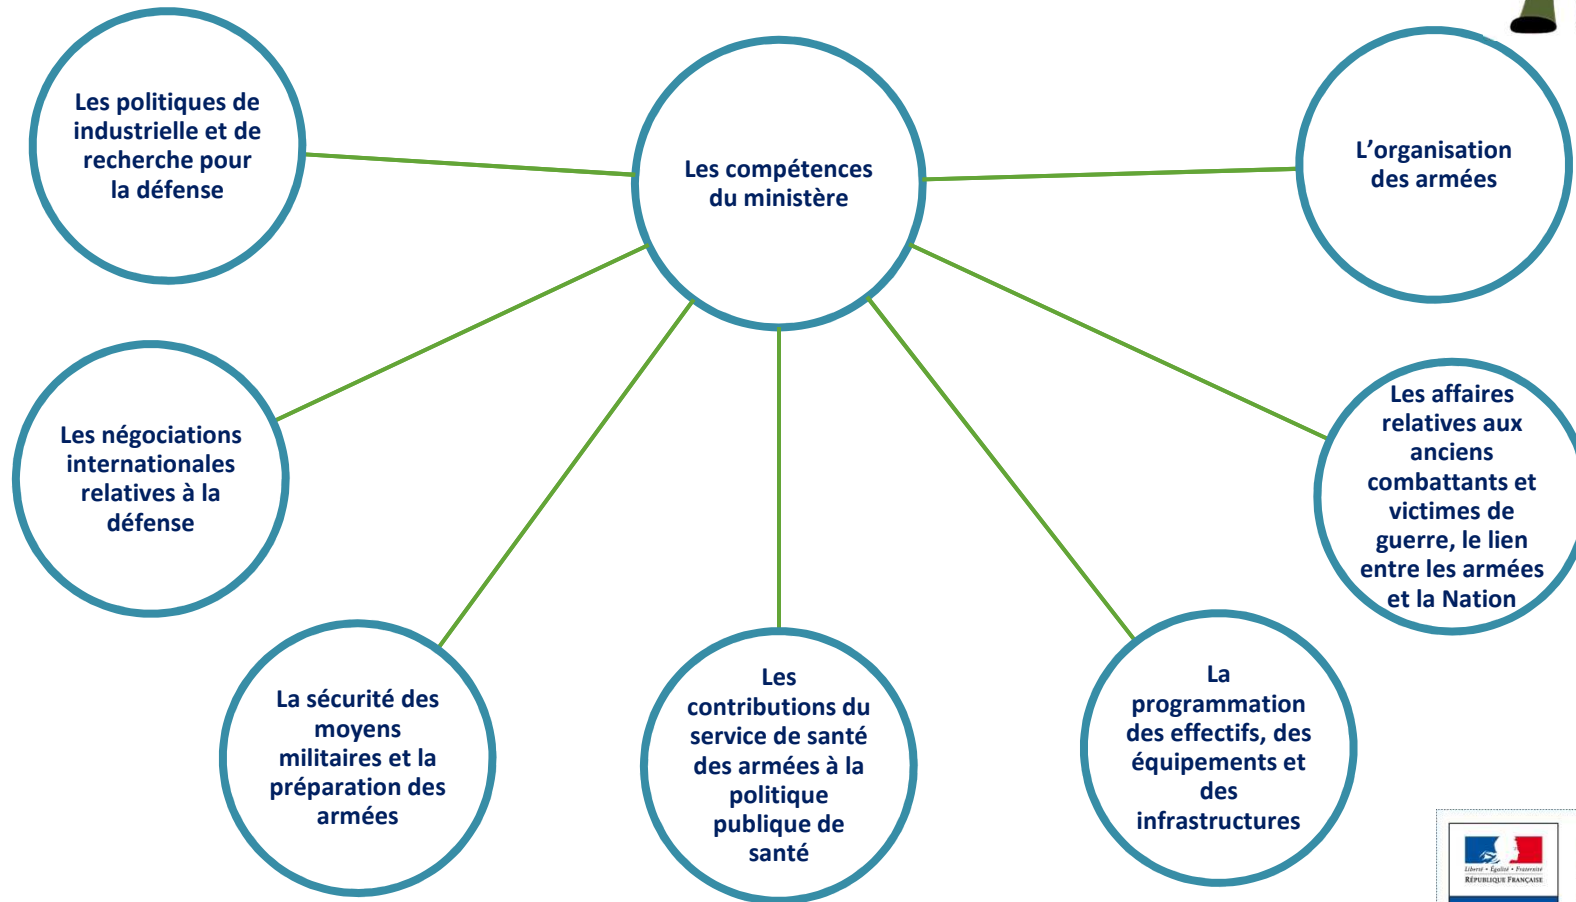 Les politiques de
industrielle et de
recherche pour
la défense
Les compétences
du ministère
L'organisation
des armées
Les négociations
internationales
relatives à la
défense
Les affaires
relatives aux
anciens
combattants et
victimes de
guerre, le lien
entre les armées
et la Nation
La sécurité des
moyens
militaires et la
préparation des
armées
Les
contributions du
service de santé
des armées à la
politique
publique de
santé
La
programmation
des effectifs, des
équipements et
des
infrastructures
Liberté • Égalité • Fraternité
RÉPUBLIQUE FRANÇAISE